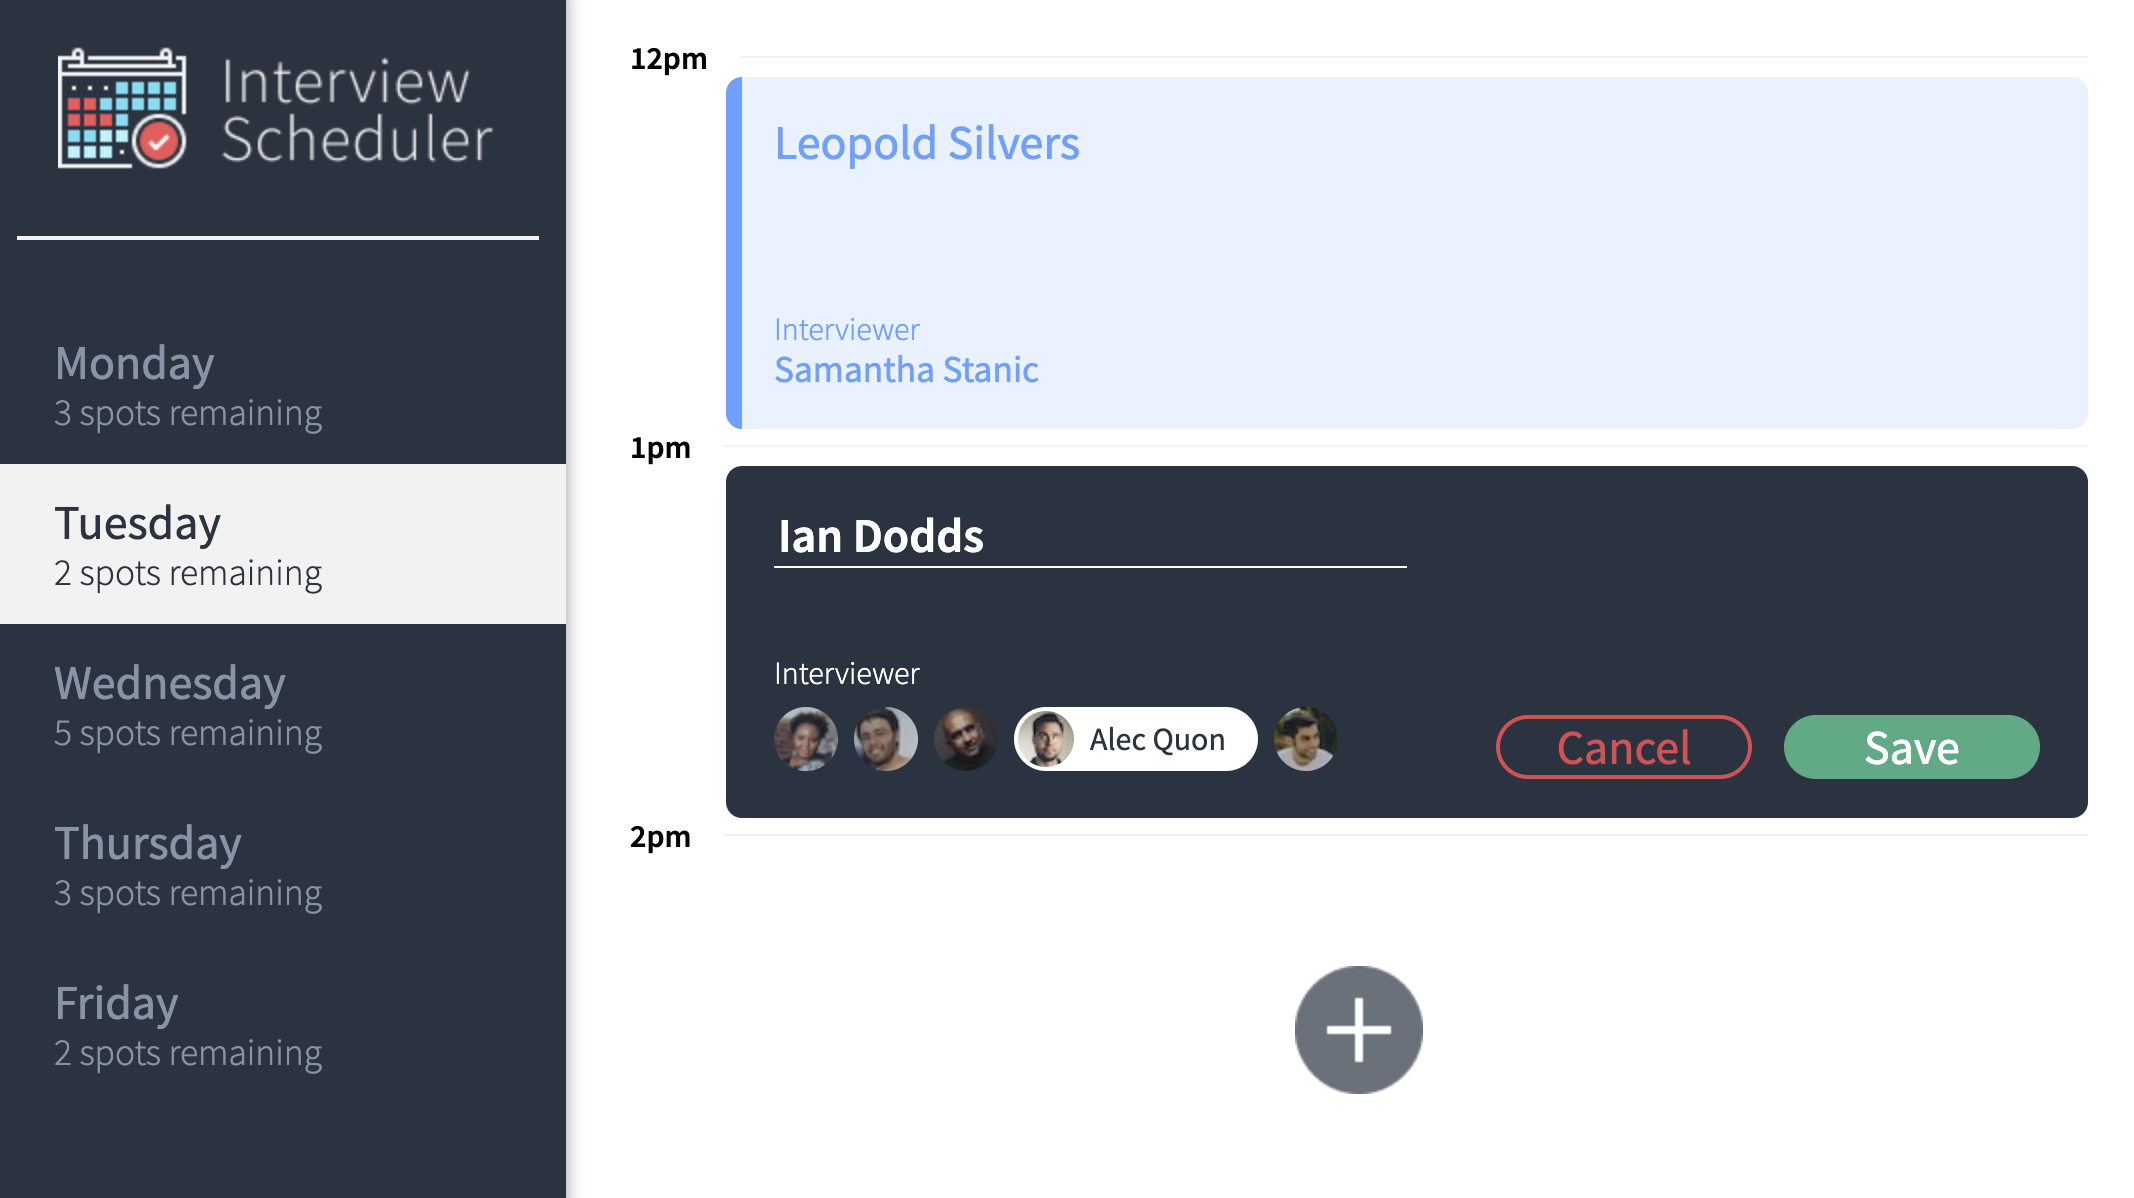 Interview
Scheduler
Monday
3 spots remaining
Tuesday
2 spots remaining
Wednesday
5 spots remaining
Thursday
3 spots remaining
Friday
2 spots remaining
12pm
Leopold Silvers
Interviewer
Samantha Stanic
1pm
Ian Dodds
Interviewer
Alec Quon
Cancel
Save
2pm